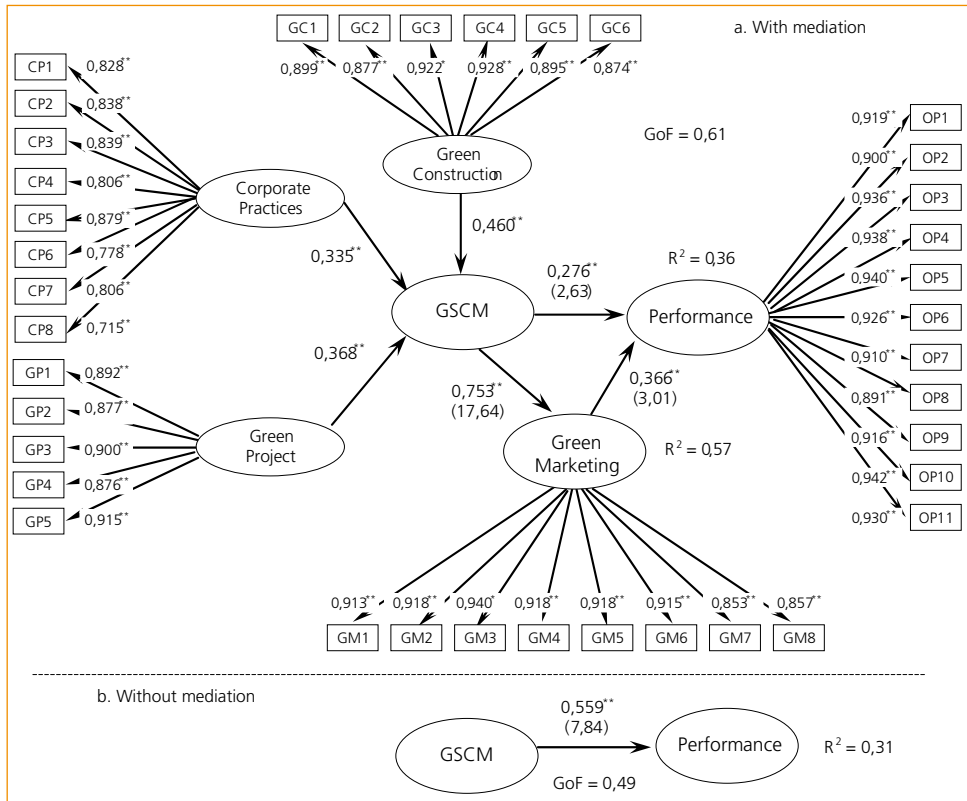 GC1 GC2 GC3 GC4 GC5 GC6
a. With mediation
0,899** 0,877** 0,922* 0,928** 0,895** 0,874**
GoF = 0,61
Green
Construction
CP1 0,828**
CP2 0,838**
CP3 0,839**
CP4 0,806**
CP5 0,879**
CP6 0,778**
CP7 0,806**
CP8 0,715**
Corporate
Practices
0,335**
0,460**
GP1 0,892**
GP2 0,877**
GP3 0,900**
GP4 0,876**
GP5 0,915**
Green
Project
0,368**
GSCM
0,276**
(2,63)
R² = 0,36
Performance
0,753**
(17,64)
0,366**
(3,01)
Green
Marketing
R² = 0,57
0,919** OP1
0,900** OP2
0,936** OP3
0,938** OP4
0,940** OP5
0,926** OP6
0,910** OP7
0,891** OP8
0,916** OP9
0,942** OP10
0,930** OP11
0,913** 0,918** 0,940* 0,918** 0,918** 0,915** 0,853** 0,857**
GM1 GM2 GM3 GM4 GM5 GM6 GM7 GM8
b. Without mediation
0,559**
(7,84)
GSCM
Performance
R² = 0,31
GoF = 0,49